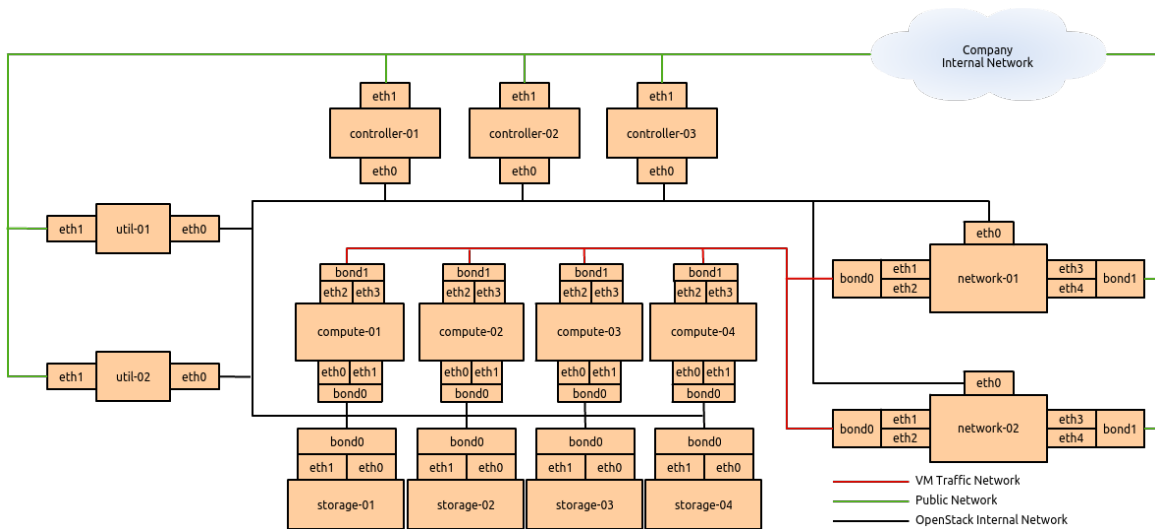 Company
Internal Network
eth1
eth1
eth1
controller-01
controller-02
controller-03
eth0
eth0
eth0
eth1
util-01
eth0
eth0
bond0
eth1
eth2
network-01
eth3
eth4
bond1
bond1
bond1
bond1
bond1
eth2
eth3
eth2
eth3
eth2
eth3
eth2
eth3
compute-01
compute-02
compute-03
compute-04
eth0
eth1
eth0
eth1
eth0
eth1
eth0
eth1
bond0
bond0
bond0
bond0
eth1
util-02
eth0
eth0
bond0
eth1
eth2
network-02
eth3
eth4
bond1
bond0
bond0
bond0
bond0
eth1
eth0
eth1
eth0
eth1
eth0
eth1
eth0
storage-01
storage-02
storage-03
storage-04
VM Traffic Network
Public Network
OpenStack Internal Network